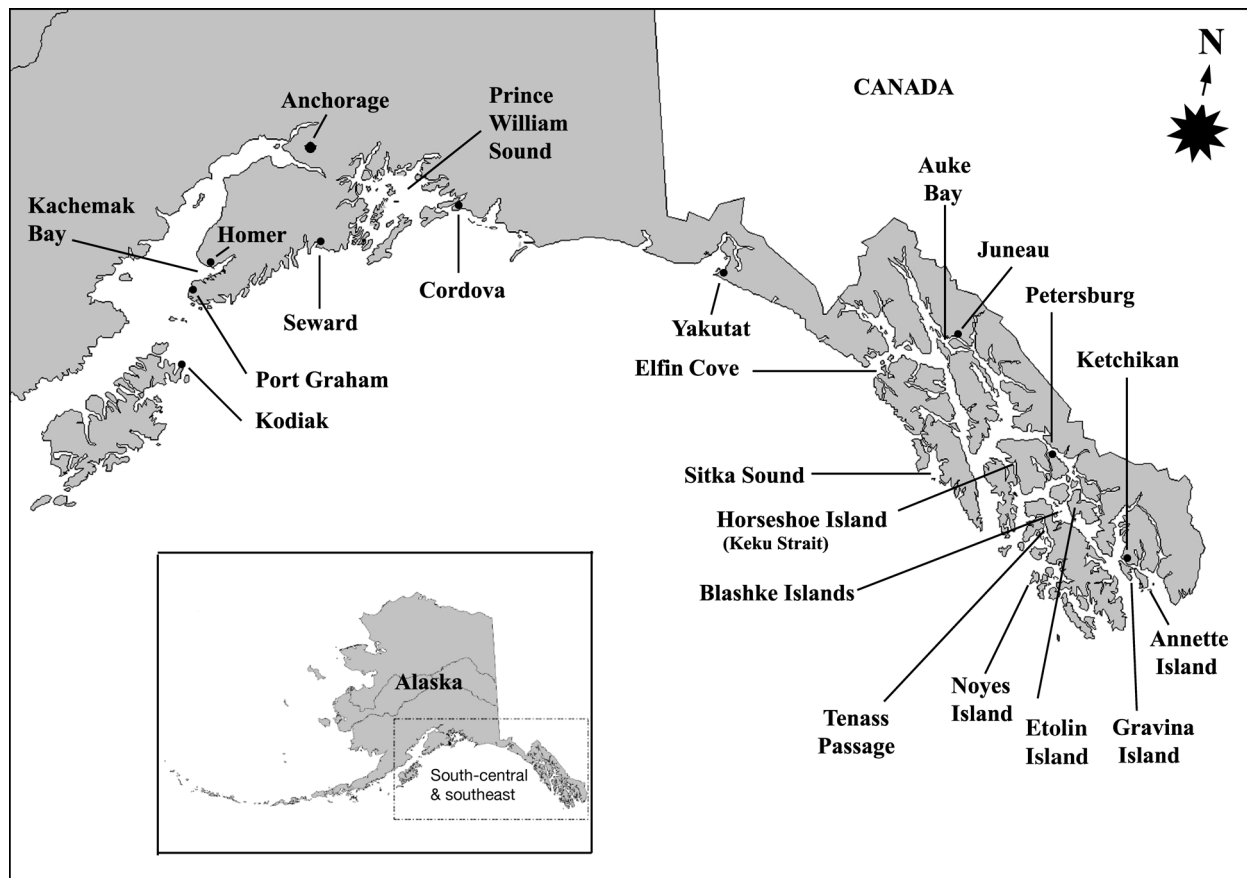 N
CANADA
Anchorage
Prince
William
Sound
Auke
Bay
Kachemak
Bay
Homer
Juneau
Petersburg
Cordova
Seward
Yakutat
Ketchikan
Elfin Cove
Port Graham
Kodiak
Sitka Sound
Horseshoe Island
(Keku Strait)
Blashke Islands
Annette
Island
Noyes
Island
Tenass
Passage
Etolin
Island
Gravina
Island
Alaska
South-central
& southeast